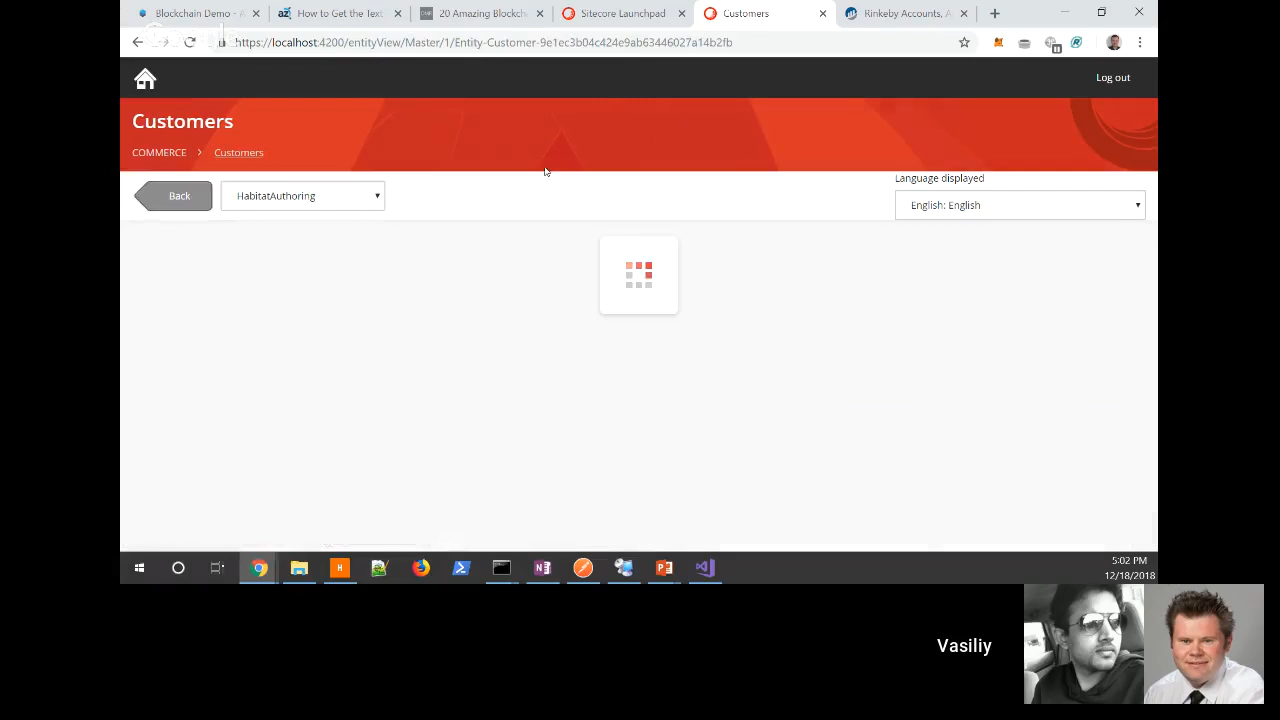 Blockchain Demo - A
How to Get the Text
20 Amazing Blockch
Sitecore Launchpad
Customers
Rinkeby Accounts, A
https://localhost:4200/entityView/Master/1/Entity-Customer-9e1ec3b04c424e9ab63446027a14b2fb
Log out
Customers
COMMERCE > Customers
Language displayed
Back
HabitatAuthoring
English: English
5:02 PM
12/18/2018
Vasiliy